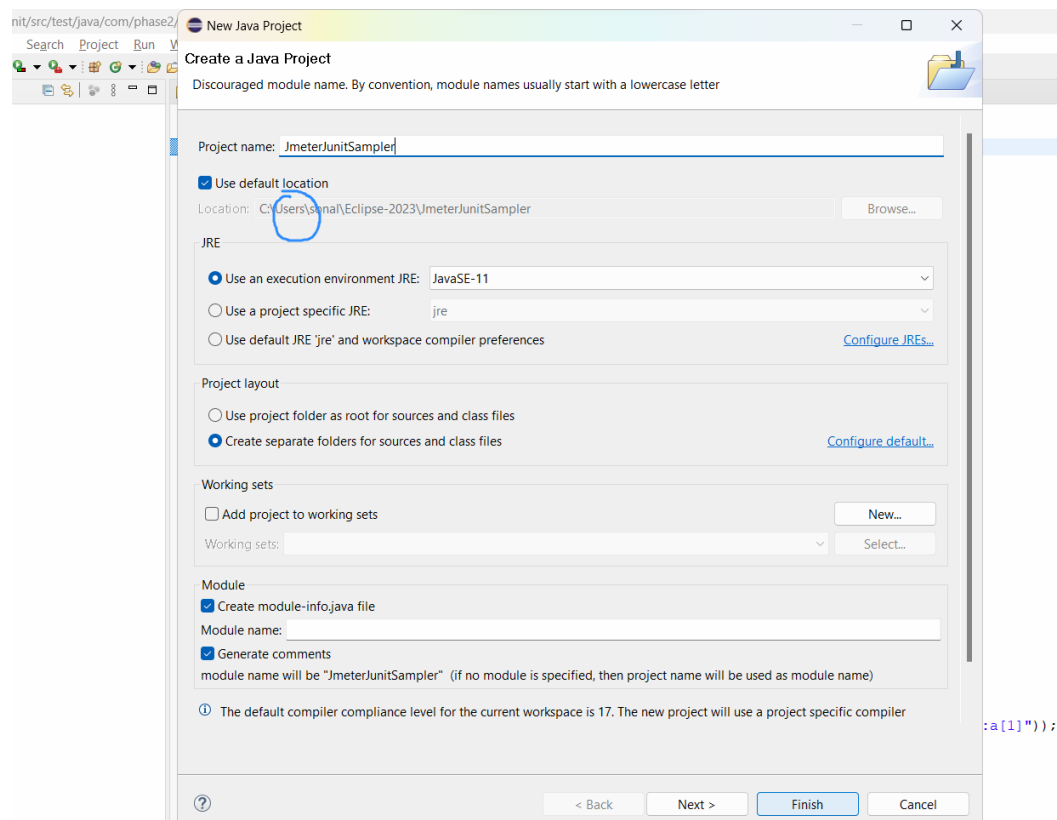 nit/src/test/java/com/phase2/
New Java Project
Search Project Run
Create a Java Project
Discouraged module name. By convention, module names usually start with a lowercase letter
Project name: JmeterJunitSampler
Use default location
Location: C:\Users\sonal\Eclipse-2023\JmeterJunitSampler Browse...
JRE
Use an execution environment JRE: JavaSE-11
Use a project specific JRE: jre
Use default JRE 'jre' and workspace compiler preferences Configure JREs...
Project layout
Use project folder as root for sources and class files
Create separate folders for sources and class files Configure default...
Working sets
Add project to working sets New...
Working sets: Select...
Module
Create module-info.java file
Module name:
Generate comments
module name will be "JmeterJunitSampler" (if no module is specified, then project name will be used as module name)
The default compiler compliance level for the current workspace is 17. The new project will use a project specific compiler
:a[1]"));
? < Back Next > Finish Cancel